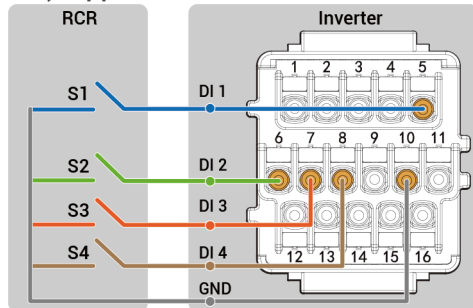 RCR
Inverter
1 2 3 4 5
S1
DI 1
6 7 8 9 10 11
S2
DI 2
S3
DI 3
S4
DI 4
12 13 14 15 16
GND